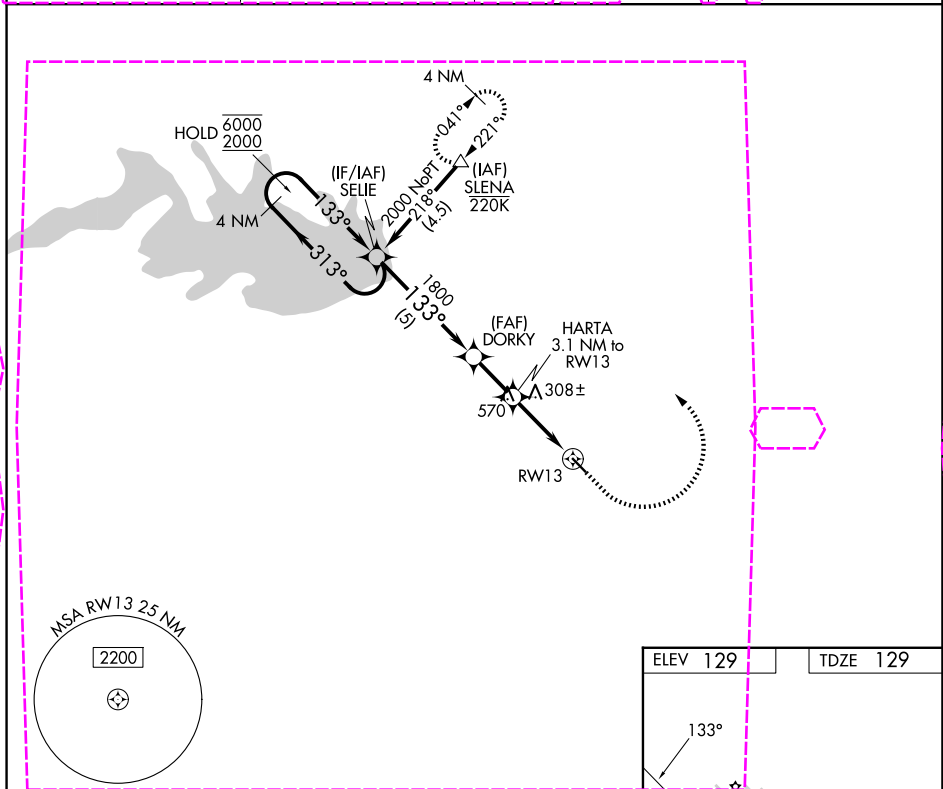 4 NM
041°
221°
HOLD 6000
2000
(IF/IAF)
SELIE
(IAF)
SLENA
220K
2000 NoPT
218°
(4.5)
133°
4 NM
313°
1800
133°
(5)
(FAF)
DORKY
HARTA
3.1 NM to
RW13
308±
570
RW13
MSA RW13 25 NM
2200
ELEV 129
TDZE 129
133°